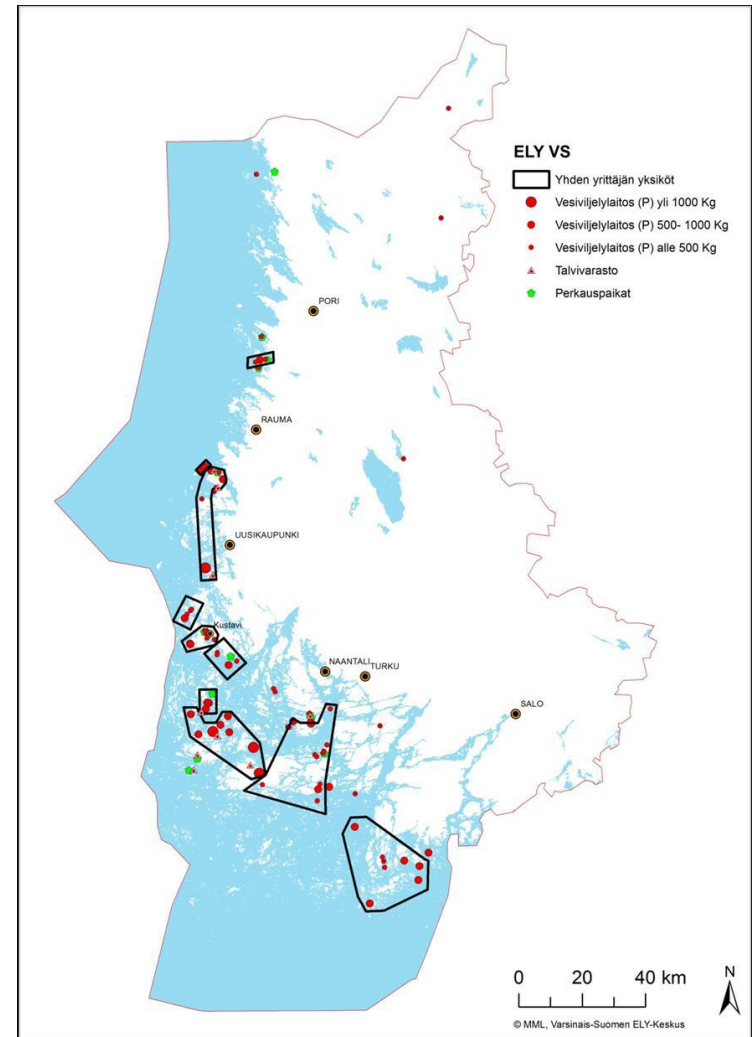 ELY VS
Yhden yrittäjän yksiköt
Vesiviljelylaitos (P) yli 1000 Kg
Vesiviljelylaitos (P) 500- 1000 Kg
Vesiviljelylaitos (P) alle 500 Kg
Talvivarasto
Perkauspaikat
PORI
RAUMA
UUSIKAUPUNKI
Kustavi
NAANTALI
TURKU
SALO
0 20 40 km
N
© MML, Varsinais-Suomen ELY-Keskus